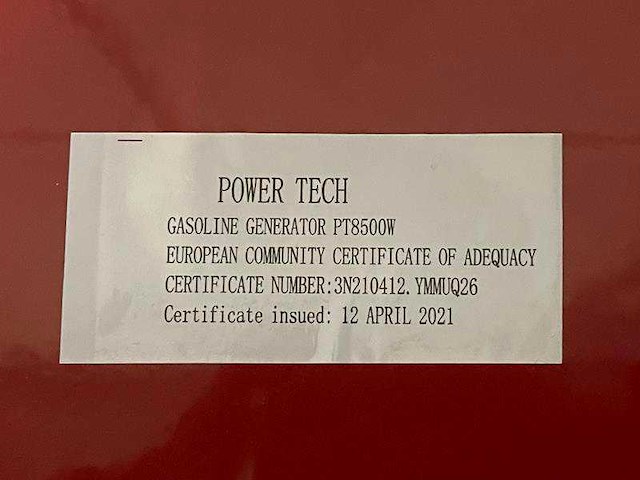 POWER TECH
GASOLINE GENERATOR PT8500W
EUROPEAN COMMUNITY CERTIFICATE OF ADEQUACY
CERTIFICATE NUMBER:3N210412.YMMUQ26
Certificate insued: 12 APRIL 2021